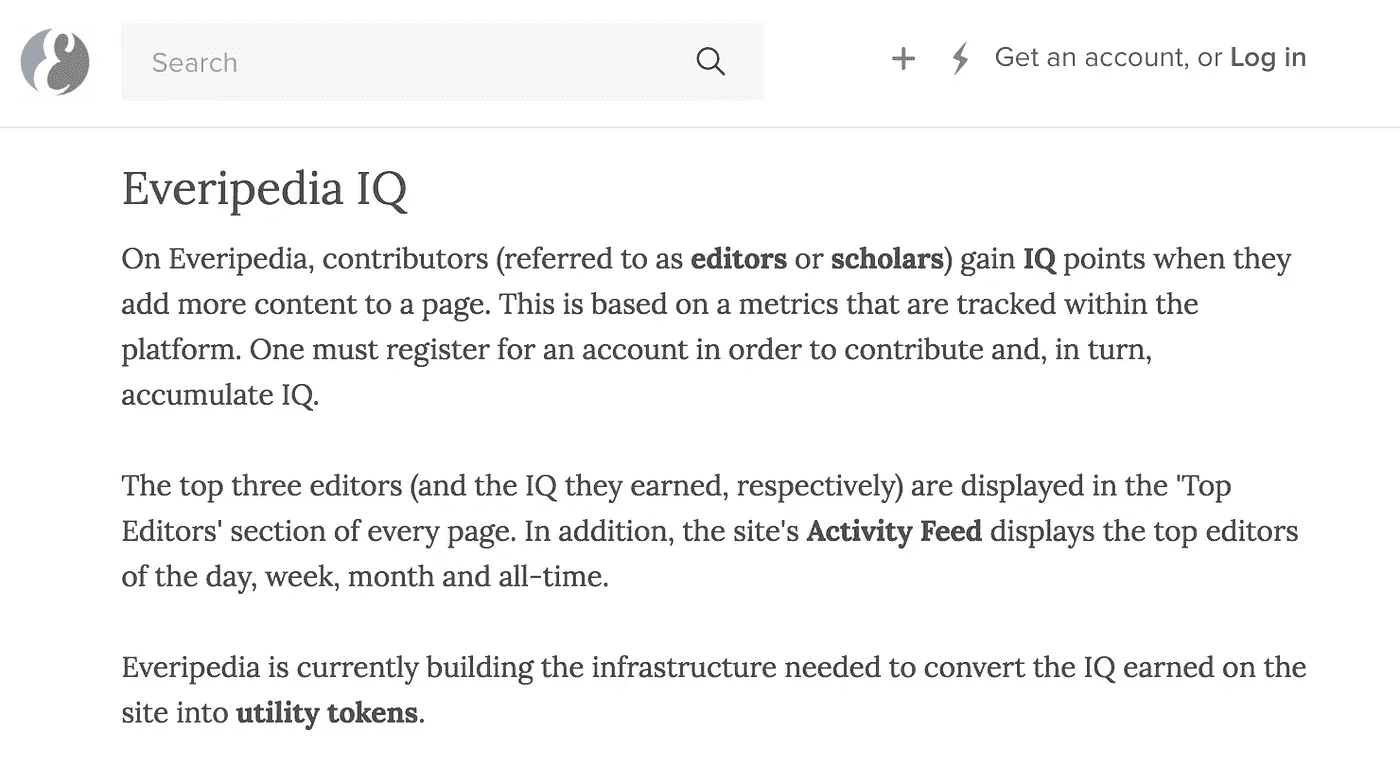 Search
Get an account, or Log in
Everipedia IQ
On Everipedia, contributors (referred to as editors or scholars) gain IQ points when they
add more content to a page. This is based on a metrics that are tracked within the
platform. One must register for an account in order to contribute and, in turn,
accumulate IQ.
The top three editors (and the IQ they earned, respectively) are displayed in the 'Top
Editors' section of every page. In addition, the site's Activity Feed displays the top editors
of the day, week, month and all-time.
Everipedia is currently building the infrastructure needed to convert the IQ earned on the
site into utility tokens.